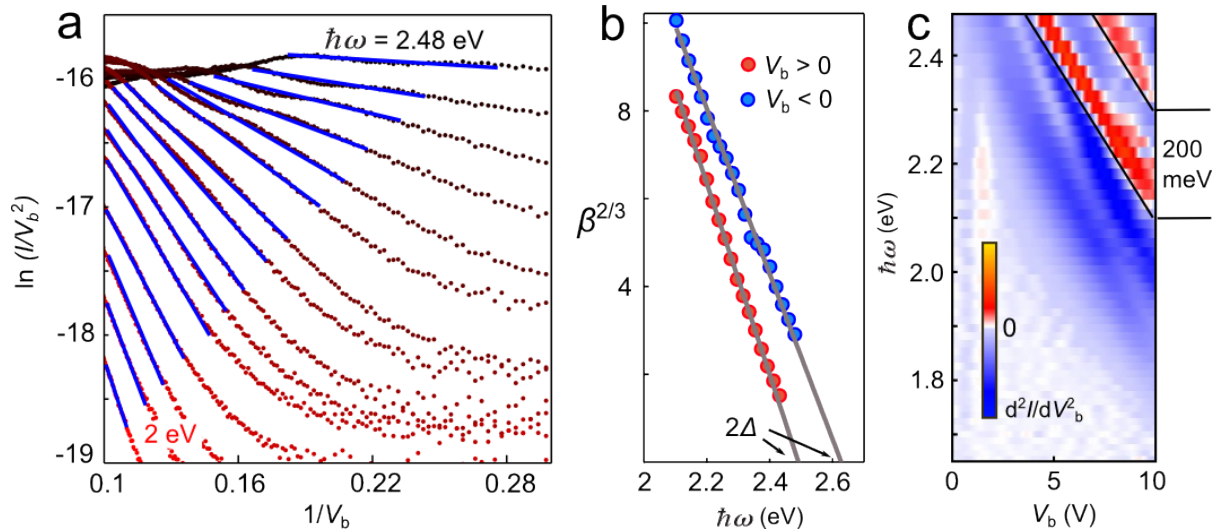 a
ln (I/V_b^2)
-16
-17
-18
-19
ħω = 2.48 eV
2 eV
0.1
0.16
0.22
0.28
1/V_b
b
β^{2/3}
8
4
V_b > 0
V_b < 0
2Δ
2
2.2
2.4
2.6
ħω (eV)
c
ħω (eV)
2.4
2.2
2.0
1.8
200
meV
0
d²I/dV_b^2
0
5
10
V_b (V)